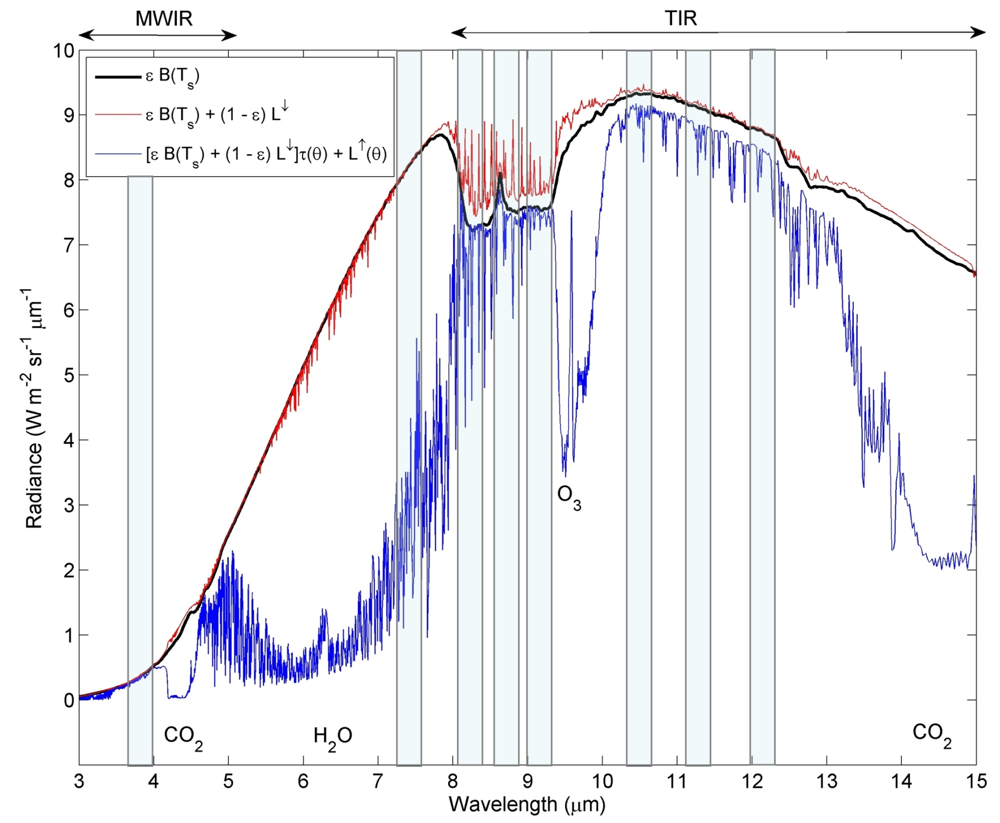 MWIR
TIR
ε B(Tₛ)
ε B(Tₛ) + (1 - ε) L↓
[ε B(Tₛ) + (1 - ε) L↓]τ(θ) + L↑(θ)
10
9
8
7
6
5
4
3
2
1
0
Radiance (W m⁻² sr⁻¹ μm⁻¹)
O₃
CO₂
H₂O
CO₂
3 4 5 6 7 8 9 10 11 12 13 14 15
Wavelength (μm)